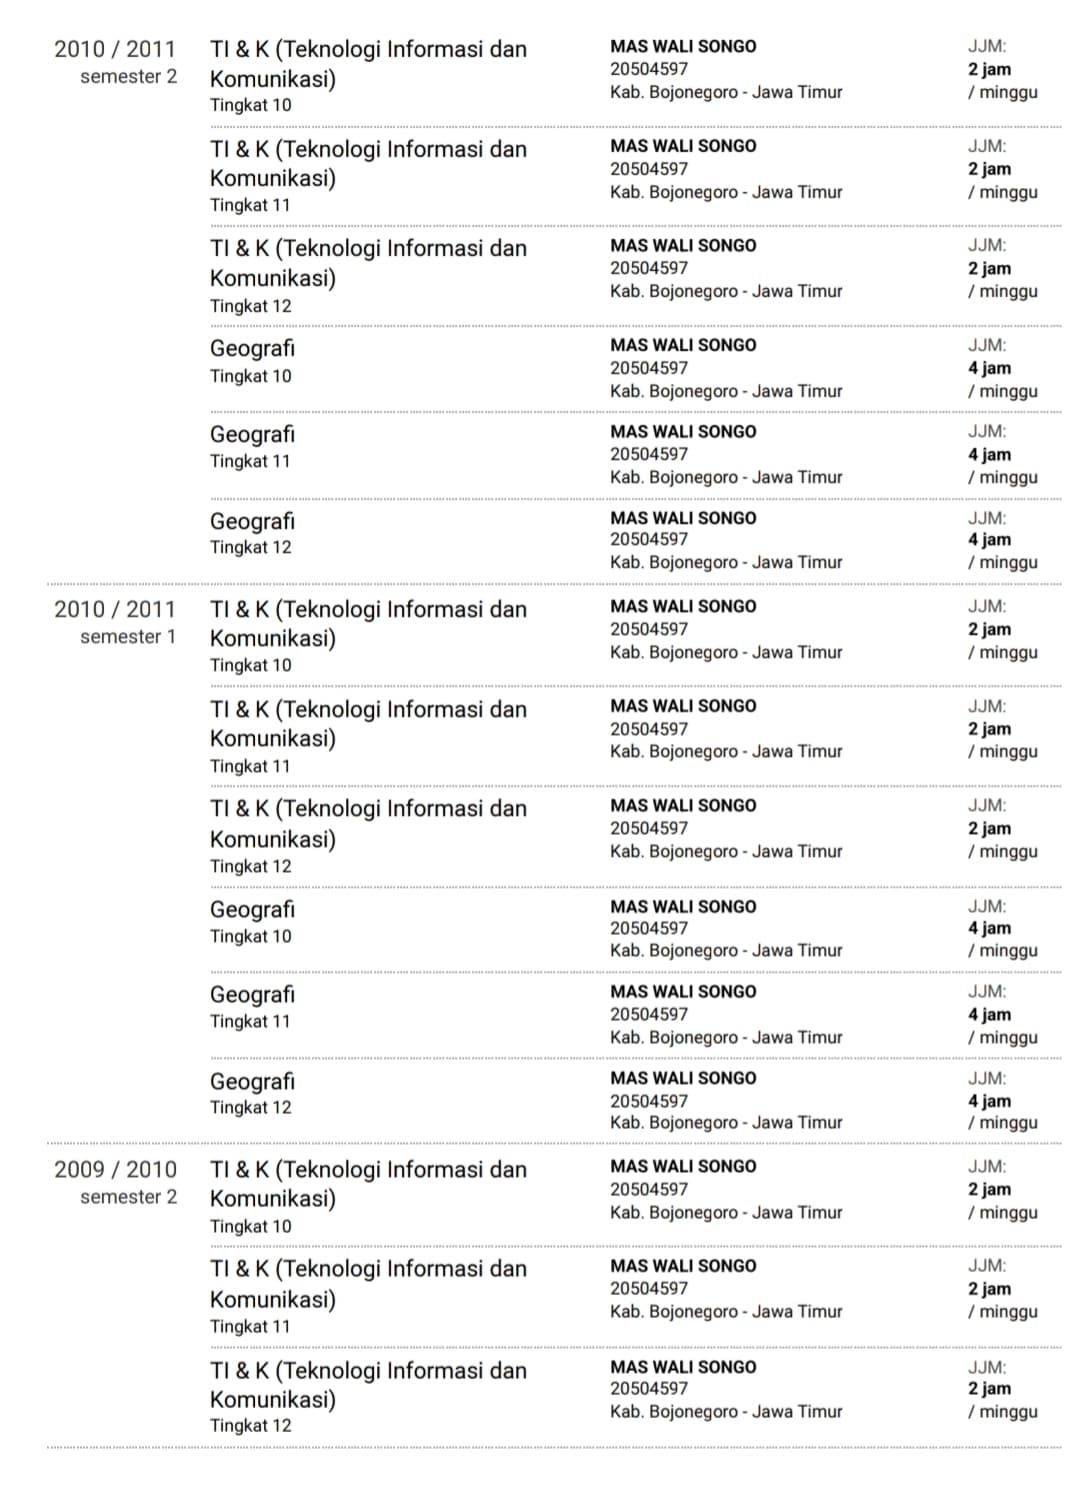 2010 / 2011
semester 2
TI & K (Teknologi Informasi dan
Komunikasi)
Tingkat 10
MAS WALI SONGO
20504597
Kab. Bojonegoro - Jawa Timur
JJM:
2 jam
/ minggu
TI & K (Teknologi Informasi dan
Komunikasi)
Tingkat 11
MAS WALI SONGO
20504597
Kab. Bojonegoro - Jawa Timur
JJM:
2 jam
/ minggu
TI & K (Teknologi Informasi dan
Komunikasi)
Tingkat 12
MAS WALI SONGO
20504597
Kab. Bojonegoro - Jawa Timur
JJM:
2 jam
/ minggu
Geografi
Tingkat 10
MAS WALI SONGO
20504597
Kab. Bojonegoro - Jawa Timur
JJM:
4 jam
/ minggu
Geografi
Tingkat 11
MAS WALI SONGO
20504597
Kab. Bojonegoro - Jawa Timur
JJM:
4 jam
/ minggu
Geografi
Tingkat 12
MAS WALI SONGO
20504597
Kab. Bojonegoro - Jawa Timur
JJM:
4 jam
/ minggu
2010 / 2011
semester 1
TI & K (Teknologi Informasi dan
Komunikasi)
Tingkat 10
MAS WALI SONGO
20504597
Kab. Bojonegoro - Jawa Timur
JJM:
2 jam
/ minggu
TI & K (Teknologi Informasi dan
Komunikasi)
Tingkat 11
MAS WALI SONGO
20504597
Kab. Bojonegoro - Jawa Timur
JJM:
2 jam
/ minggu
TI & K (Teknologi Informasi dan
Komunikasi)
Tingkat 12
MAS WALI SONGO
20504597
Kab. Bojonegoro - Jawa Timur
JJM:
2 jam
/ minggu
Geografi
Tingkat 10
MAS WALI SONGO
20504597
Kab. Bojonegoro - Jawa Timur
JJM:
4 jam
/ minggu
Geografi
Tingkat 11
MAS WALI SONGO
20504597
Kab. Bojonegoro - Jawa Timur
JJM:
4 jam
/ minggu
Geografi
Tingkat 12
MAS WALI SONGO
20504597
Kab. Bojonegoro - Jawa Timur
JJM:
4 jam
/ minggu
2009 / 2010
semester 2
TI & K (Teknologi Informasi dan
Komunikasi)
Tingkat 10
MAS WALI SONGO
20504597
Kab. Bojonegoro - Jawa Timur
JJM:
2 jam
/ minggu
TI & K (Teknologi Informasi dan
Komunikasi)
Tingkat 11
MAS WALI SONGO
20504597
Kab. Bojonegoro - Jawa Timur
JJM:
2 jam
/ minggu
TI & K (Teknologi Informasi dan
Komunikasi)
Tingkat 12
MAS WALI SONGO
20504597
Kab. Bojonegoro - Jawa Timur
JJM:
2 jam
/ minggu